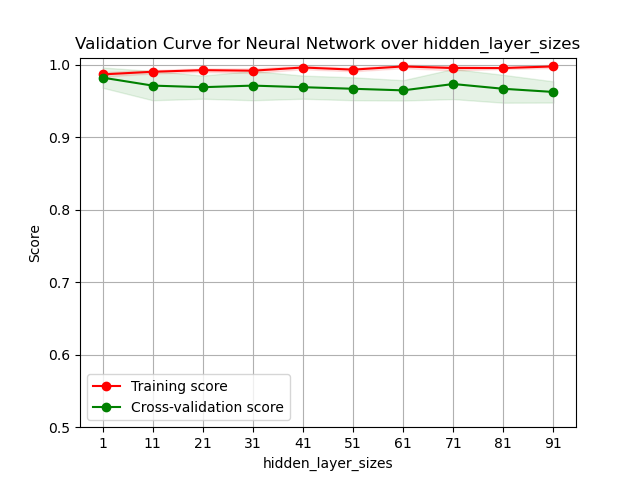 Validation Curve for Neural Network over hidden_layer_sizes
1.0
0.9
0.8
0.7
0.6
0.5
Score
Training score
Cross-validation score
1 11 21 31 41 51 61 71 81 91
hidden_layer_sizes